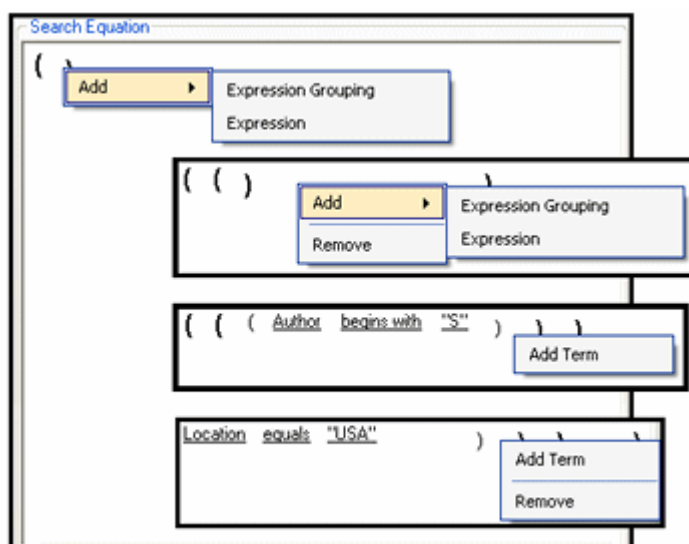 Search Equation
( )
Add Expression Grouping
Expression
( ( ) )
Add Expression Grouping
Remove Expression
( ( ( Author begins with "S" ) ) )
Add Term
Location equals "USA" ) ) ) )
Add Term
Remove